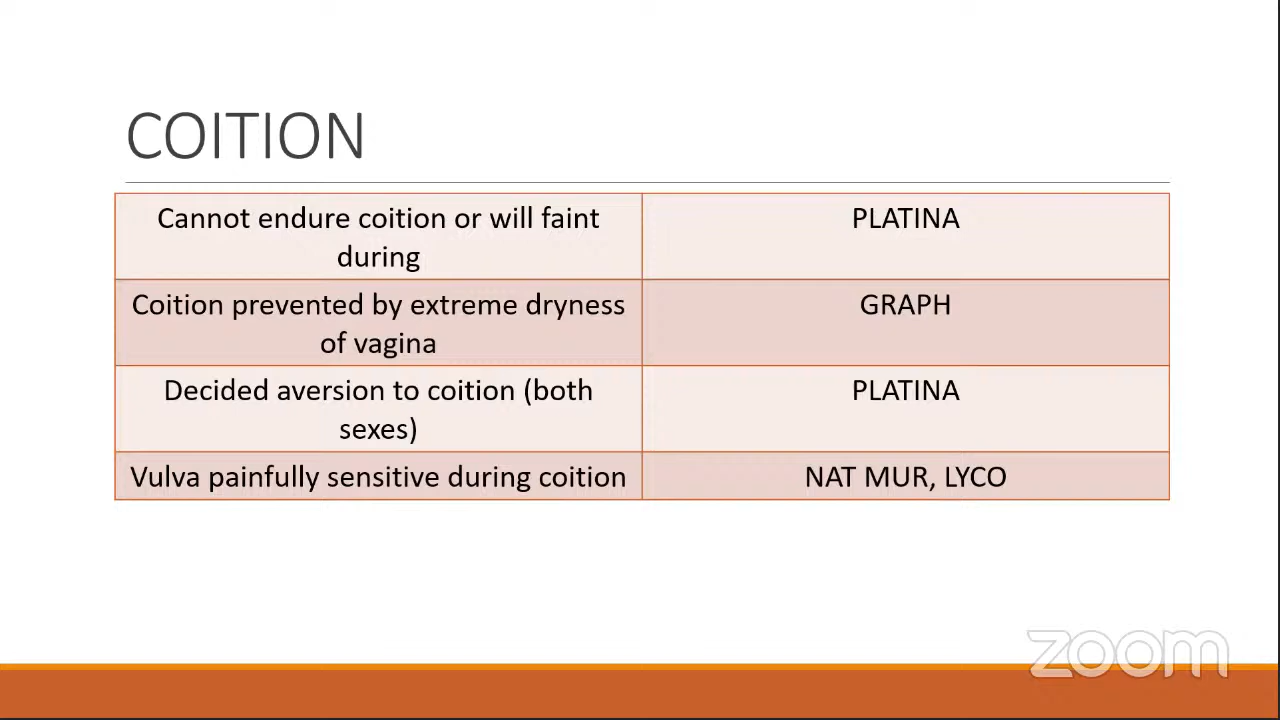 COITION
Cannot endure coition or will faint
during
PLATINA
Coition prevented by extreme dryness
of vagina
GRAPH
Decided aversion to coition (both
sexes)
PLATINA
Vulva painfully sensitive during coition
NAT MUR, LYCO
zoom